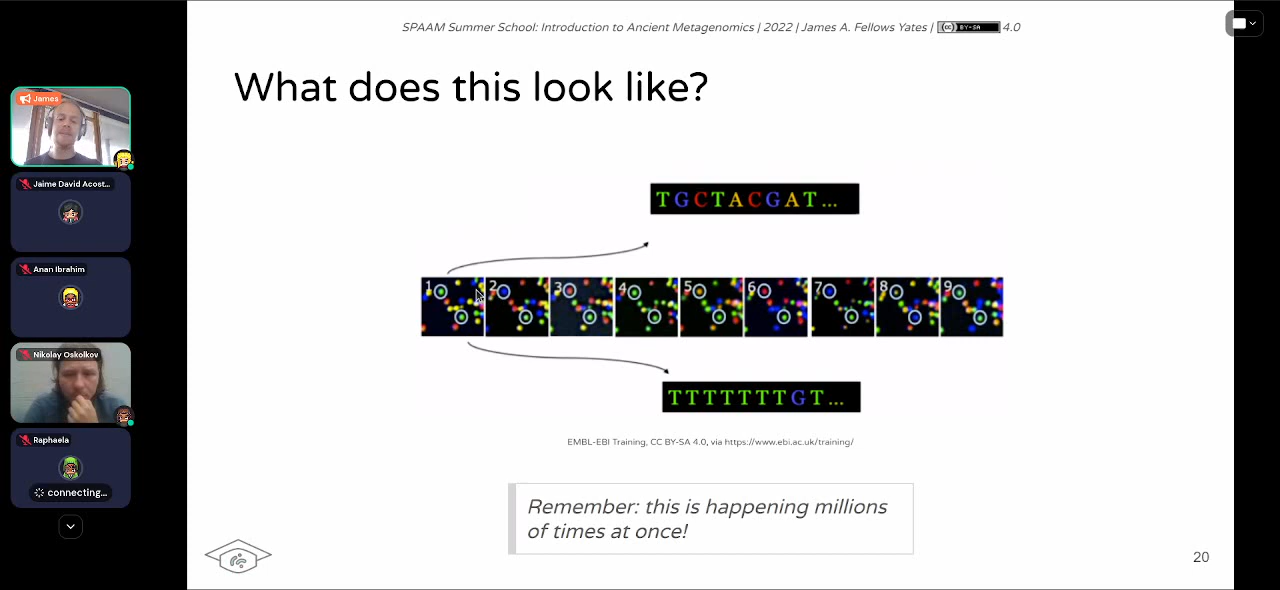 SPAAM Summer School: Introduction to Ancient Metagenomics | 2022 | James A. Fellows Yates | (cc) BY-SA 4.0
What does this look like?
James
Jaime David Acost...
Anan Ibrahim
Nikolay Oskolkov
Raphaela
connecting...
TGCTACGAT...
1 2 3 4 5 6 7 8 9
TTTTTTTGT...
EMBL-EBI Training, CC BY-SA 4.0, via https://www.ebi.ac.uk/training/
Remember: this is happening millions
of times at once!
20